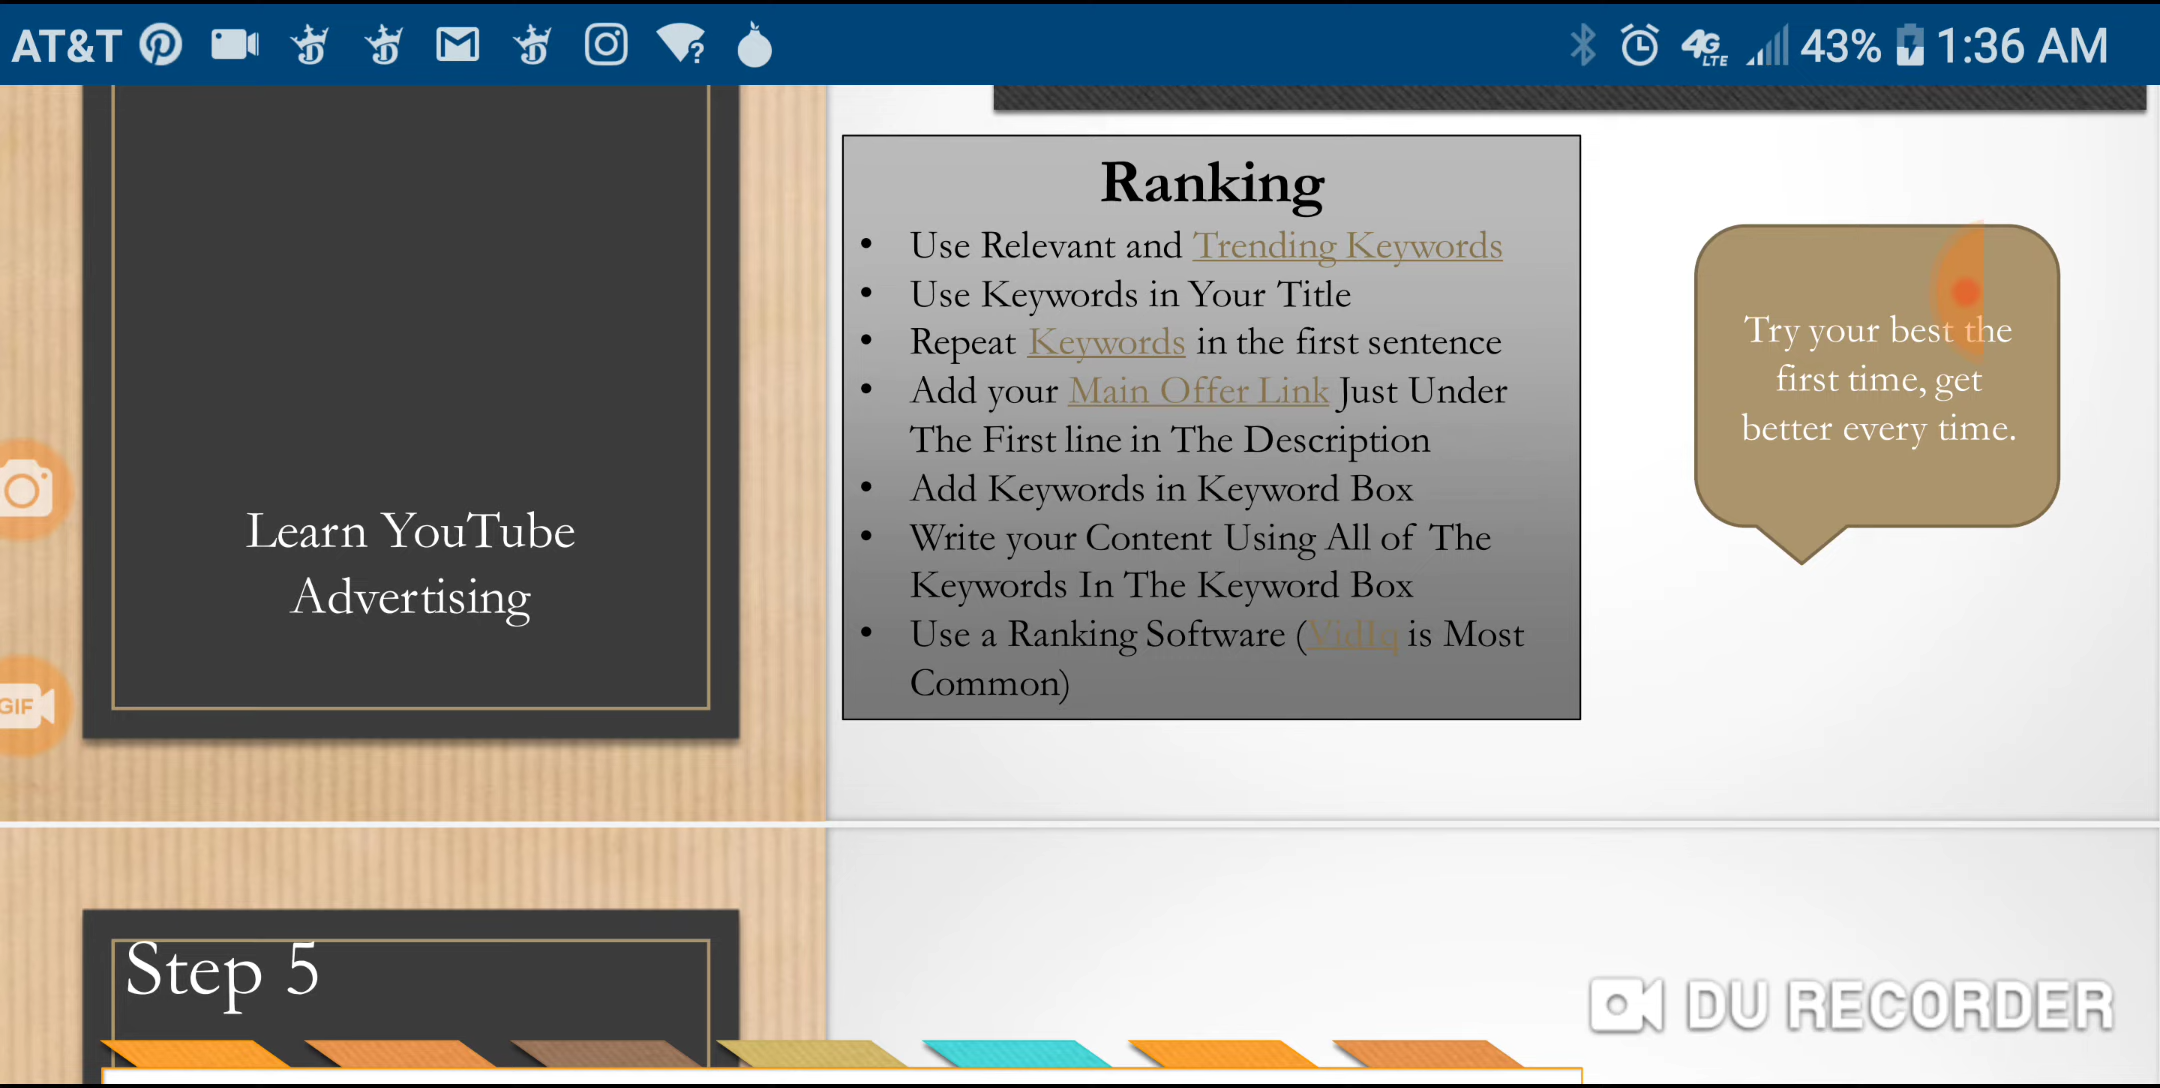 AT&T
43%
1:36 AM
4G
LTE
Learn YouTube
Advertising
Ranking
• Use Relevant and Trending Keywords
• Use Keywords in Your Title
• Repeat Keywords in the first sentence
• Add your Main Offer Link Just Under
The First line in The Description
• Add Keywords in Keyword Box
• Write your Content Using All of The
Keywords In The Keyword Box
• Use a Ranking Software (VidIq is Most
Common)
Try your best the
first time, get
better every time.
GIF
Step 5
DU RECORDER